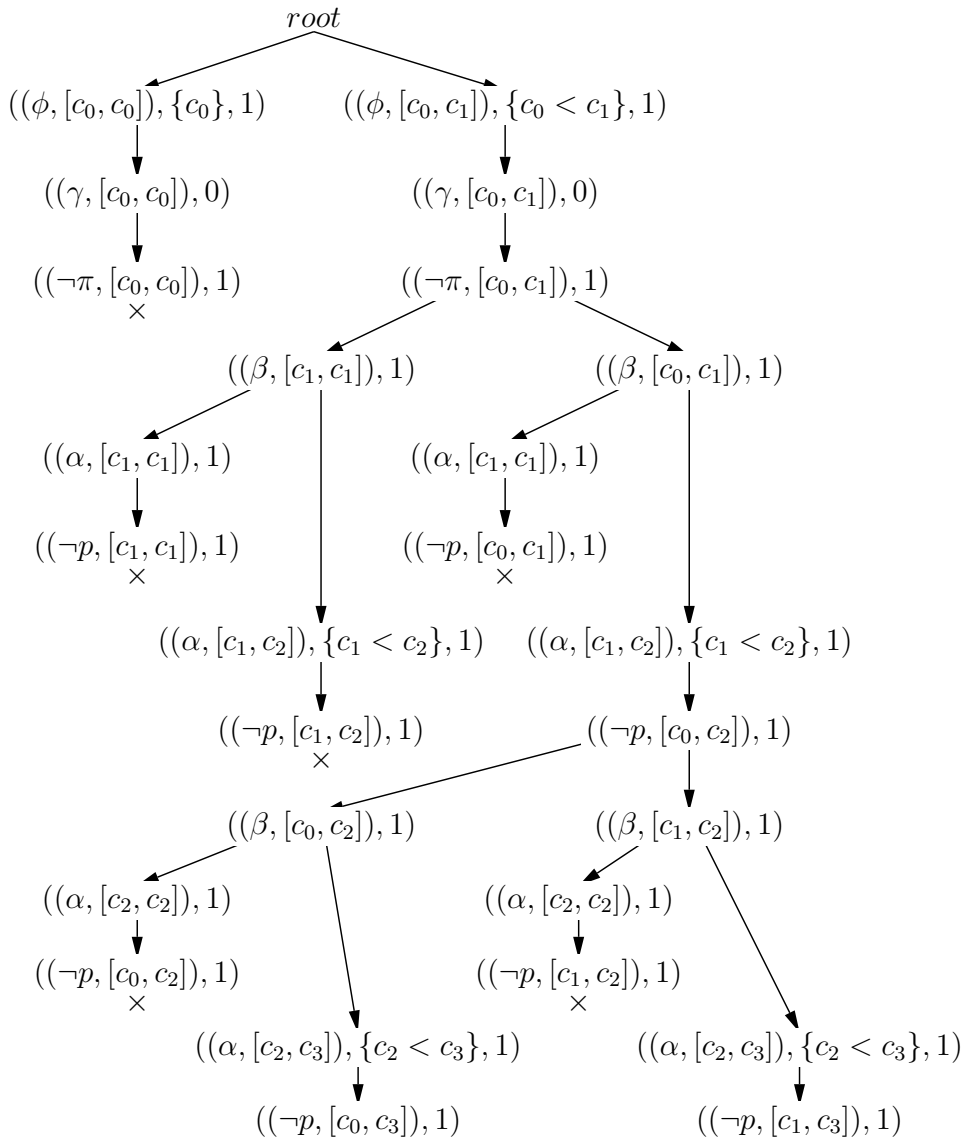 root
((ϕ, [c₀, c₀]), {c₀}, 1) ((ϕ, [c₀, c₁]), {c₀ < c₁}, 1)
((γ, [c₀, c₀]), 0) ((γ, [c₀, c₁]), 0)
((¬π, [c₀, c₀]), 1) ((¬π, [c₀, c₁]), 1)
×
((β, [c₁, c₁]), 1) ((β, [c₀, c₁]), 1)
((α, [c₁, c₁]), 1) ((α, [c₁, c₁]), 1)
((¬p, [c₁, c₁]), 1) ((¬p, [c₀, c₁]), 1)
× ×
((α, [c₁, c₂]), {c₁ < c₂}, 1) ((α, [c₁, c₂]), {c₁ < c₂}, 1)
((¬p, [c₁, c₂]), 1) ((¬p, [c₀, c₂]), 1)
×
((β, [c₀, c₂]), 1) ((β, [c₁, c₂]), 1)
((α, [c₂, c₂]), 1) ((α, [c₂, c₂]), 1)
((¬p, [c₀, c₂]), 1) ((¬p, [c₁, c₂]), 1)
× ×
((α, [c₂, c₃]), {c₂ < c₃}, 1) ((α, [c₂, c₃]), {c₂ < c₃}, 1)
((¬p, [c₀, c₃]), 1) ((¬p, [c₁, c₃]), 1)